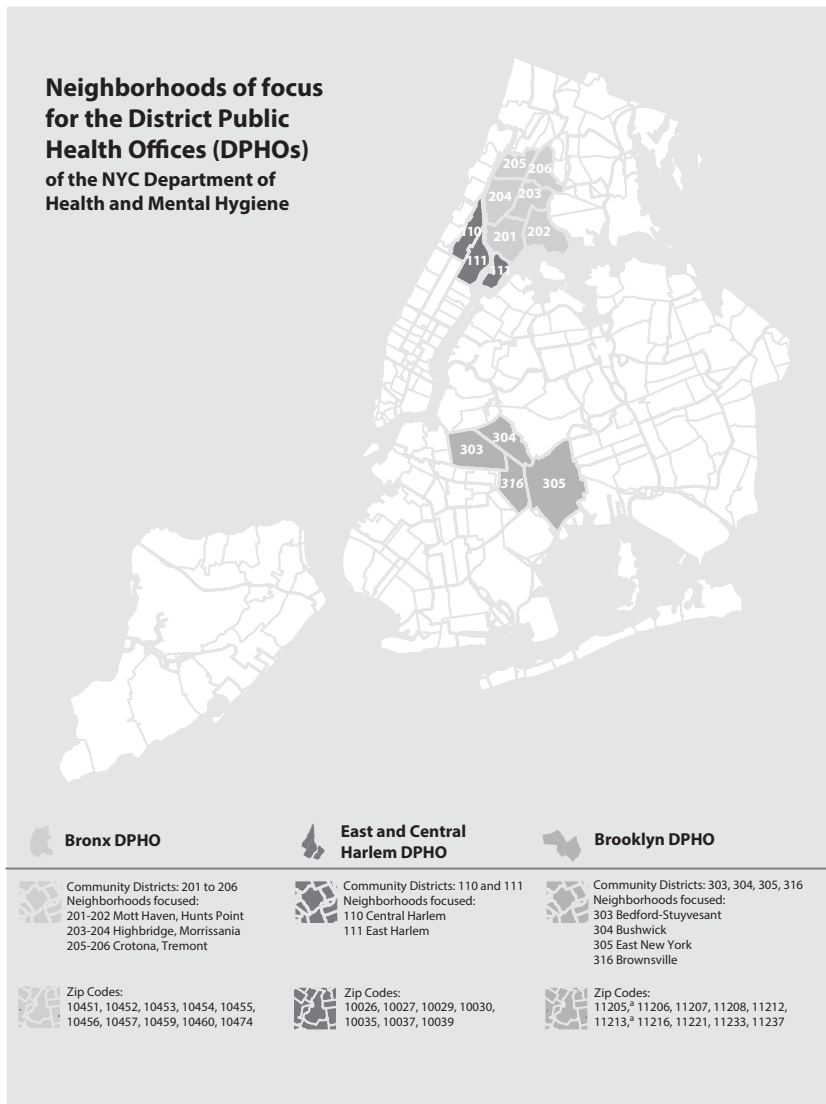 Neighborhoods of focus
for the District Public
Health Offices (DPHOs)
of the NYC Department of
Health and Mental Hygiene
205
206
204
203
110
201
202
111
111
303
304
316
305
Bronx DPHO
Community Districts: 201 to 206
Neighborhoods focused:
201-202 Mott Haven, Hunts Point
203-204 Highbridge, Morrissania
205-206 Crotona, Tremont
Zip Codes:
10451, 10452, 10453, 10454, 10455,
10456, 10457, 10459, 10460, 10474
East and Central
Harlem DPHO
Community Districts: 110 and 111
Neighborhoods focused:
110 Central Harlem
111 East Harlem
Zip Codes:
10026, 10027, 10029, 10030,
10035, 10037, 10039
Brooklyn DPHO
Community Districts: 303, 304, 305, 316
Neighborhoods focused:
303 Bedford-Stuyvesant
304 Bushwick
305 East New York
316 Brownsville
Zip Codes:
11205,ª 11206, 11207, 11208, 11212,
11213,ª 11216, 11221, 11233, 11237